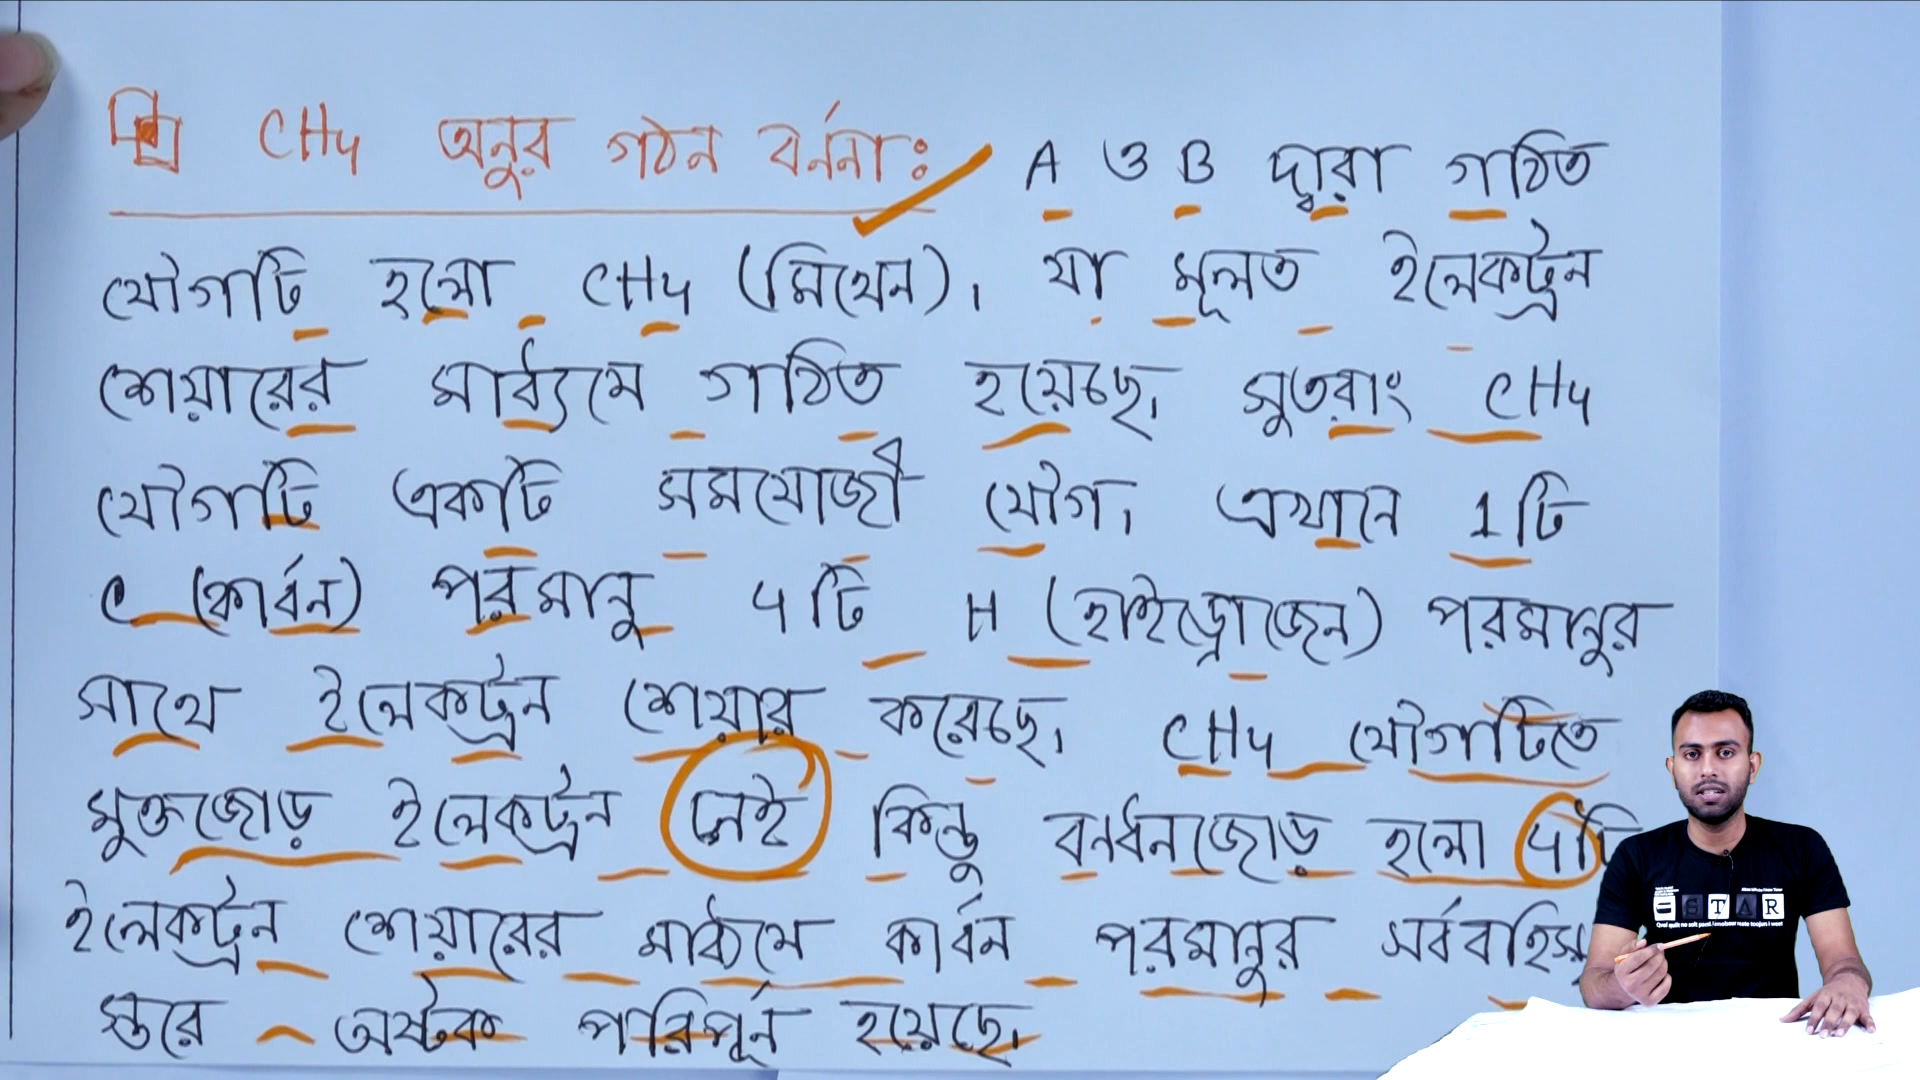 CH4 অনুর গঠন বর্ননা: A ও B দ্বারা গঠিত
যৌগটি হলো CH4 (মিথেন)। যা মূলত ইলেকট্রন
শেয়ারের মাধ্যমে গঠিত হয়েছে। সুতরাং CH4
যৌগটি একটি সমযোজী যৌগ। এখানে 1টি
C (কার্বন) পরমানু 4টি H (হাইড্রোজেন) পরমানুর
সাথে ইলেকট্রন শেয়ার করেছে। CH4 যৌগটিতে
মুক্তজোড় ইলেকট্রন নেই কিন্তু বন্ধনজোড় হলো 4টি
ইলেকট্রন শেয়ারের মাধ্যমে কার্বন পরমানুর সর্ববহিস্থ
স্তরে অষ্টক পরিপূর্ন হয়েছে।
STAR